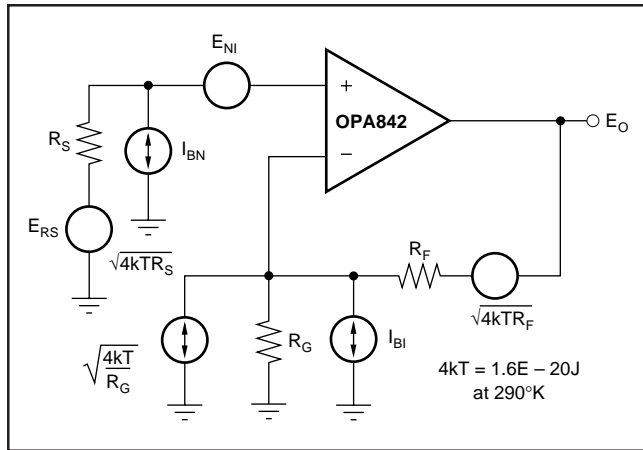 E_NI
+
OPA842
−
E_O
R_S
I_BN
E_RS
√4kTR_S
R_F
√4kTR_F
√4kT/R_G
R_G
I_BI
4kT = 1.6E – 20J
at 290°K